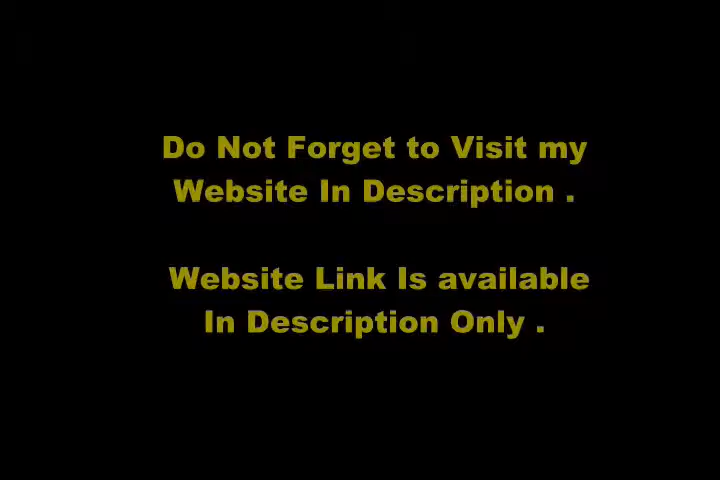 Do Not Forget to Visit my
Website In Description .
Website Link Is available
In Description Only .